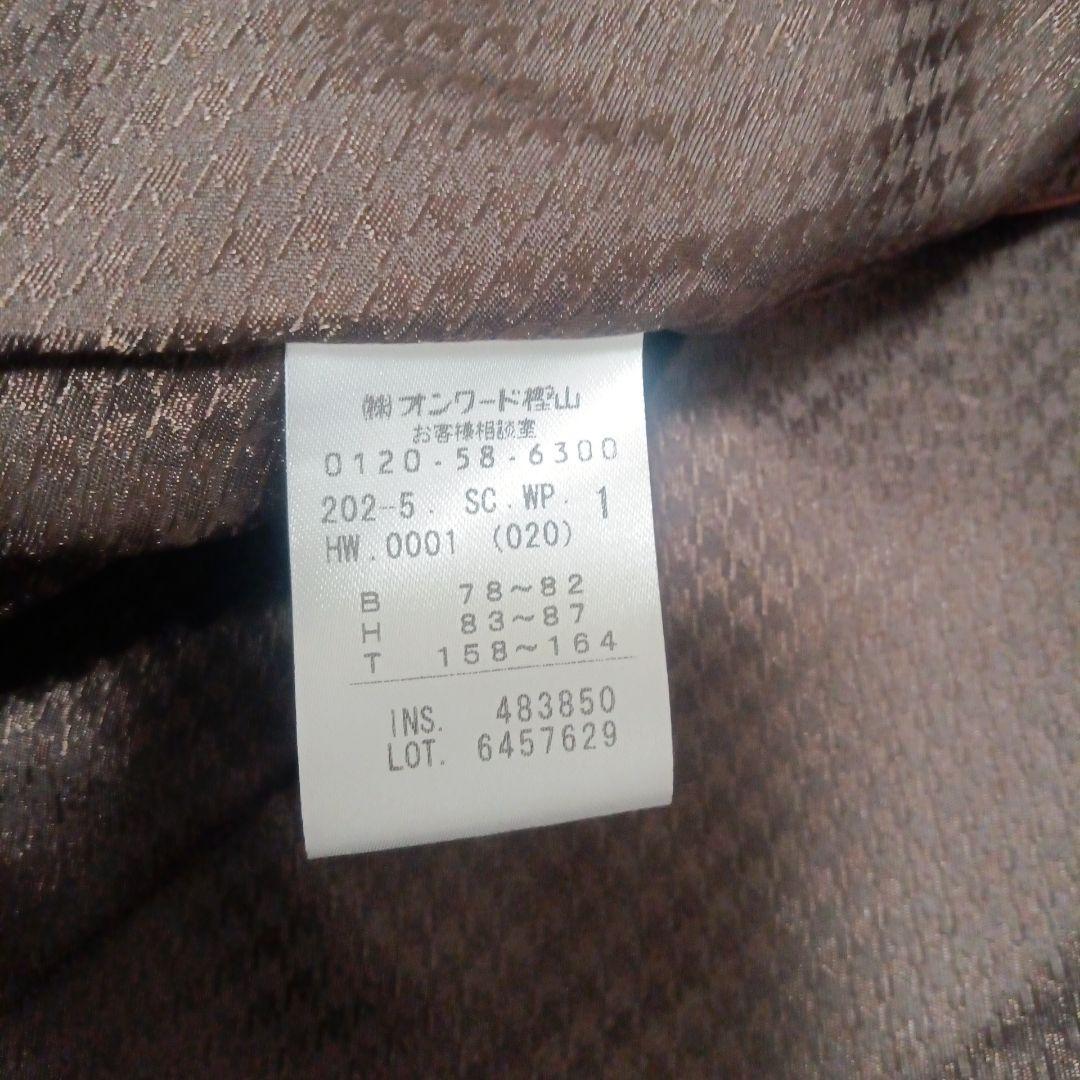 ㈱オンワード樫山
お客様相談室
0120-58-6300
202-5. SC.WP. 1
HW.0001 (020)
B 78~82
H 83~87
T 158~164
INS. 483850
LOT. 6457629